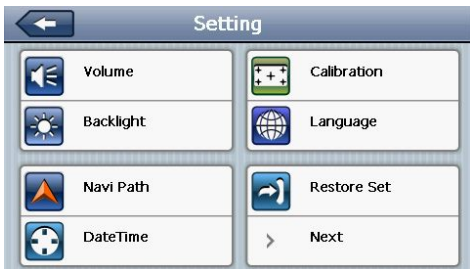 Setting
Volume
Calibration
Backlight
Language
Navi Path
Restore Set
DateTime
Next